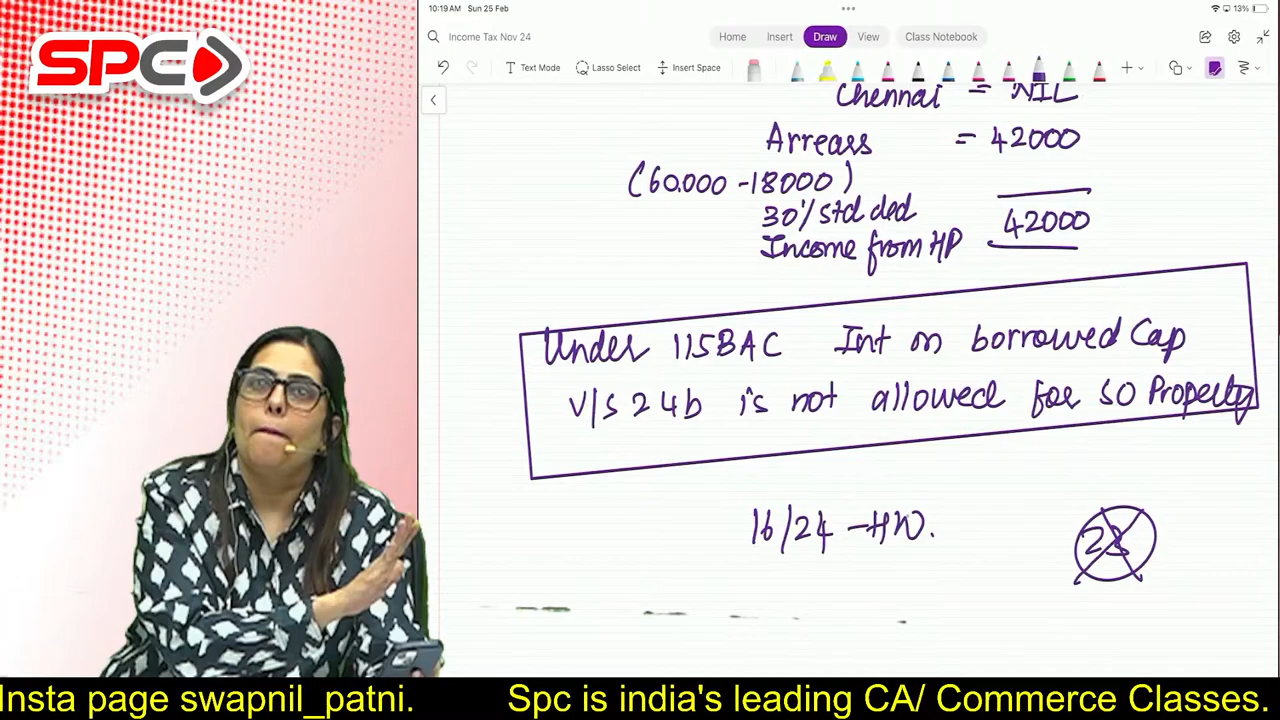 10:19 AM Sun 25 Feb
13%
SPC
Income Tax Nov 24
Home Insert Draw View Class Notebook
Text Mode Lasso Select Insert Space
Chennai = NIL
Arrears = 42000
(60,000 - 18000)
30% Std ded 42000
Income from HP
Under 115BAC Int on borrowed Cap
u/s 24b is not allowed for SO Property
16/24 - HW.
23
Insta page swapnil_patni. Spc is india's leading CA/ Commerce Classes.